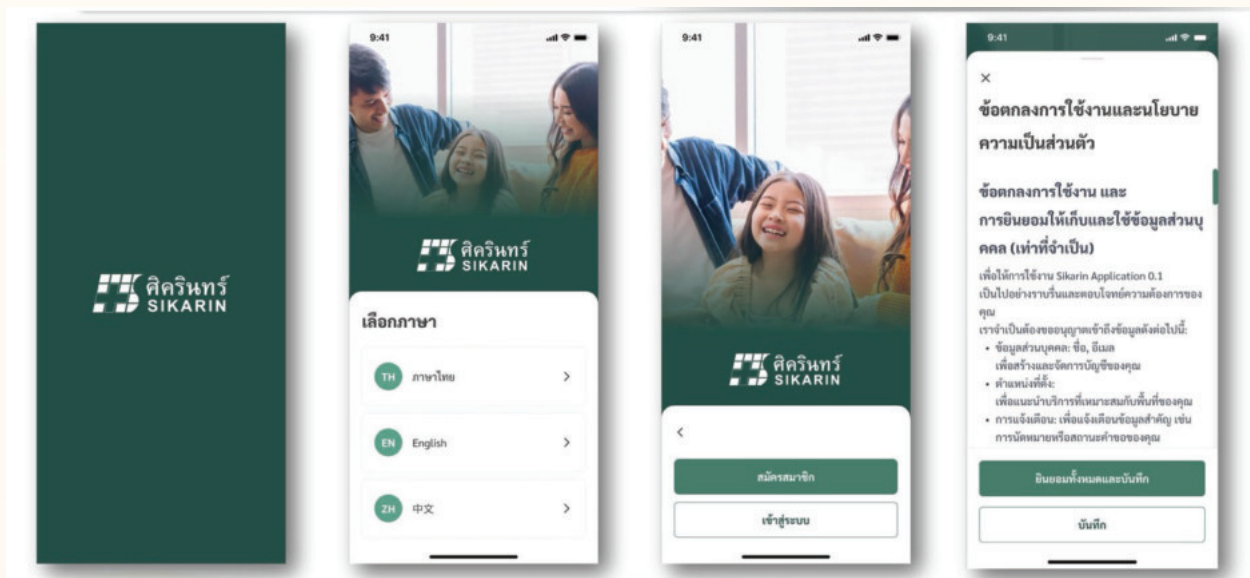 ศิครินทร์
SIKARIN
9:41
ศิครินทร์
SIKARIN
เลือกภาษา
TH ภาษาไทย
EN English
ZH 中文
9:41
ศิครินทร์
SIKARIN
สมัครสมาชิก
เข้าสู่ระบบ
9:41
ข้อตกลงการใช้งานและนโยบาย
ความเป็นส่วนตัว
ข้อตกลงการใช้งาน และ
การยินยอมให้เก็บและใช้ข้อมูลส่วนบุ
คคล (เท่าที่จำเป็น)
เพื่อให้การใช้งาน Sikarin Application 0.1
เป็นไปอย่างราบรื่นและตอบโจทย์ความต้องการของ
คุณ
เราจำเป็นต้องขออนุญาตเข้าถึงข้อมูลดังต่อไปนี้:
• ข้อมูลส่วนบุคคล: ชื่อ, อีเมล
เพื่อสร้างและจัดการบัญชีของคุณ
• ตำแหน่งที่ตั้ง:
เพื่อแนะนำบริการที่เหมาะสมกับพื้นที่ของคุณ
• การแจ้งเตือน: เพื่อแจ้งเตือนข้อมูลสำคัญ เช่น
การนัดหมายหรือสถานะคำขอของคุณ
ยินยอมทั้งหมดและบันทึก
บันทึก